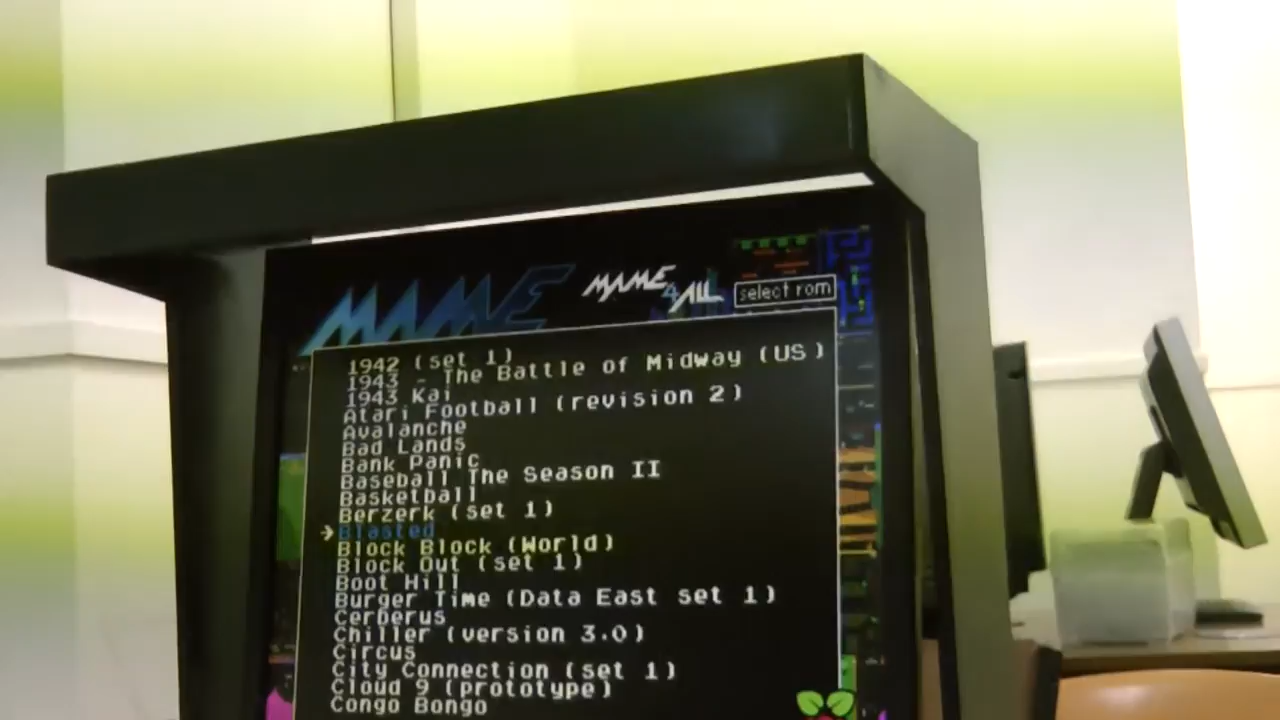 MAME
MAME 4 ALL
select rom
1942 (set 1)
1943 - The Battle of Midway (US)
1943 Kai
Atari Football (revision 2)
Avalanche
Bad Lands
Bank Panic
Baseball The Season II
Basketball
Berzerk (set 1)
Blasted
Block Block (World)
Block Out (set 1)
Boot Hill
Burger Time (Data East set 1)
Cerberus
Chiller (version 3.0)
Circus
City Connection (set 1)
Cloud 9 (prototype)
Congo Bongo